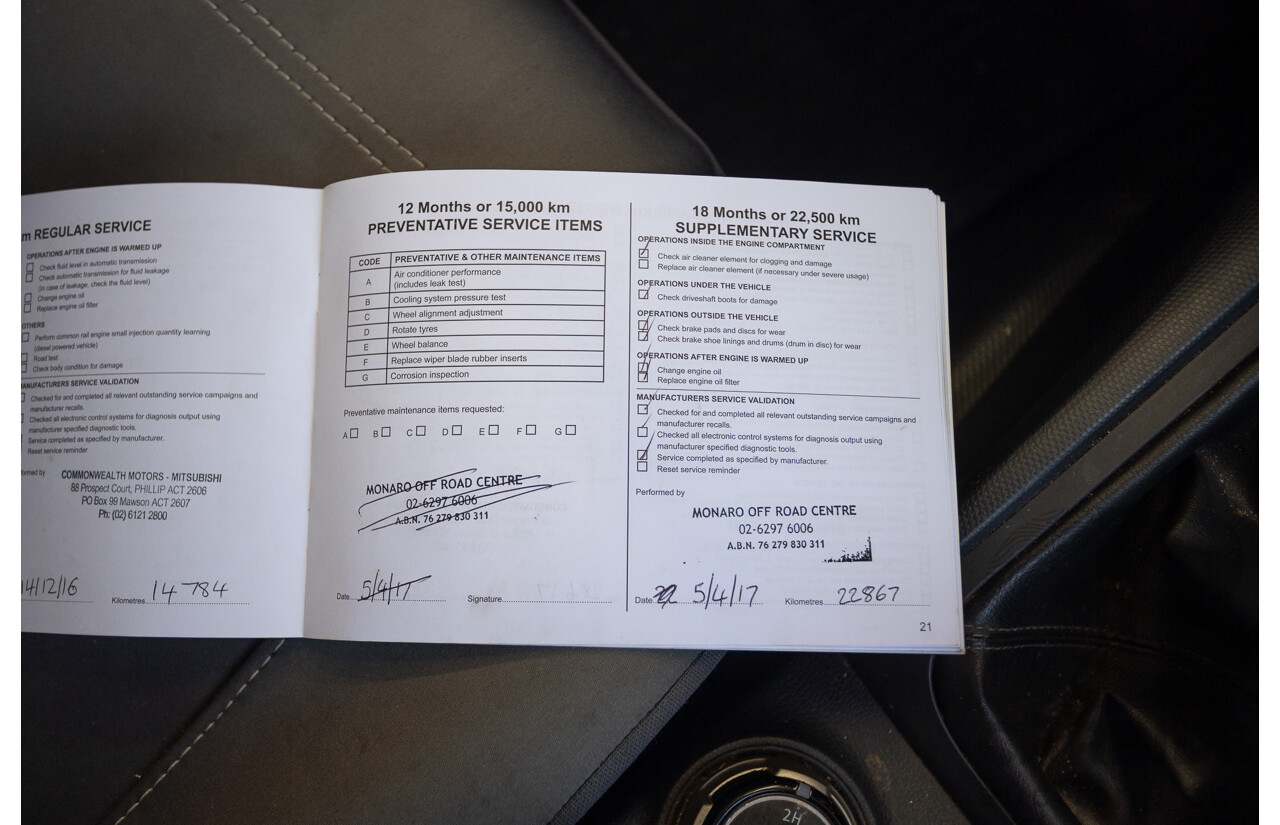 m REGULAR SERVICE
OPERATIONS AFTER ENGINE IS WARMED UP
Check fluid level in automatic transmission
Check automatic transmission for fluid leakage
(in case of leakage, check the fluid level)
Change engine oil
Replace engine oil filter
OTHERS
Perform common rail engine small injection quantity learning
(diesel powered vehicle)
Road test
Check body condition for damage
MANUFACTURERS SERVICE VALIDATION
Checked for and completed all relevant outstanding service campaigns and
manufacturer recalls.
Checked all electronic control systems for diagnosis output using
manufacturer specified diagnostic tools.
Service completed as specified by manufacturer.
Reset service reminder
ormed by
COMMONWEALTH MOTORS - MITSUBISHI
88 Prospect Court, PHILLIP ACT 2606
PO Box 99 Mawson ACT 2607
Ph: (02) 6121 2800
14/12/16 Kilometres 14 784
12 Months or 15,000 km
PREVENTATIVE SERVICE ITEMS
CODE PREVENTATIVE & OTHER MAINTENANCE ITEMS
A Air conditioner performance
(includes leak test)
B Cooling system pressure test
C Wheel alignment adjustment
D Rotate tyres
E Wheel balance
F Replace wiper blade rubber inserts
G Corrosion inspection
Preventative maintenance items requested:
A B C D E F G
MONARO OFF ROAD CENTRE
02-6297 6006
A.B.N. 76 279 830 311
Date 5/4/17 Signature
18 Months or 22,500 km
SUPPLEMENTARY SERVICE
OPERATIONS INSIDE THE ENGINE COMPARTMENT
Check air cleaner element for clogging and damage
Replace air cleaner element (if necessary under severe usage)
OPERATIONS UNDER THE VEHICLE
Check driveshaft boots for damage
OPERATIONS OUTSIDE THE VEHICLE
Check brake pads and discs for wear
Check brake shoe linings and drums (drum in disc) for wear
OPERATIONS AFTER ENGINE IS WARMED UP
Change engine oil
Replace engine oil filter
MANUFACTURERS SERVICE VALIDATION
Checked for and completed all relevant outstanding service campaigns and
manufacturer recalls.
Checked all electronic control systems for diagnosis output using
manufacturer specified diagnostic tools.
Service completed as specified by manufacturer.
Reset service reminder
Performed by
MONARO OFF ROAD CENTRE
02-6297 6006
A.B.N. 76 279 830 311
Date 5/4/17 Kilometres 22867
21
2H